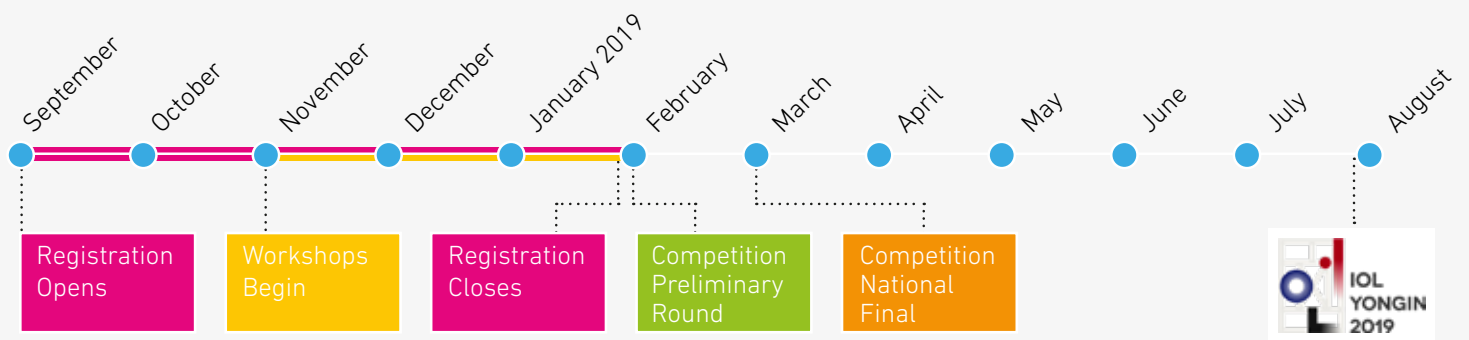 September
October
November
December
January 2019
February
March
April
May
June
July
August
Registration
Opens
Workshops
Begin
Registration
Closes
Competition
Preliminary
Round
Competition
National
Final
IOL
YONGIN
2019